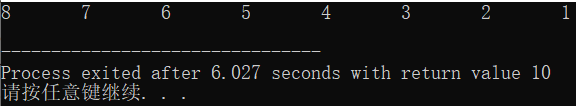 8 7 6 5 4 3 2 1
--------------------------------
Process exited after 6.027 seconds with return value 10
请按任意键继续. . .